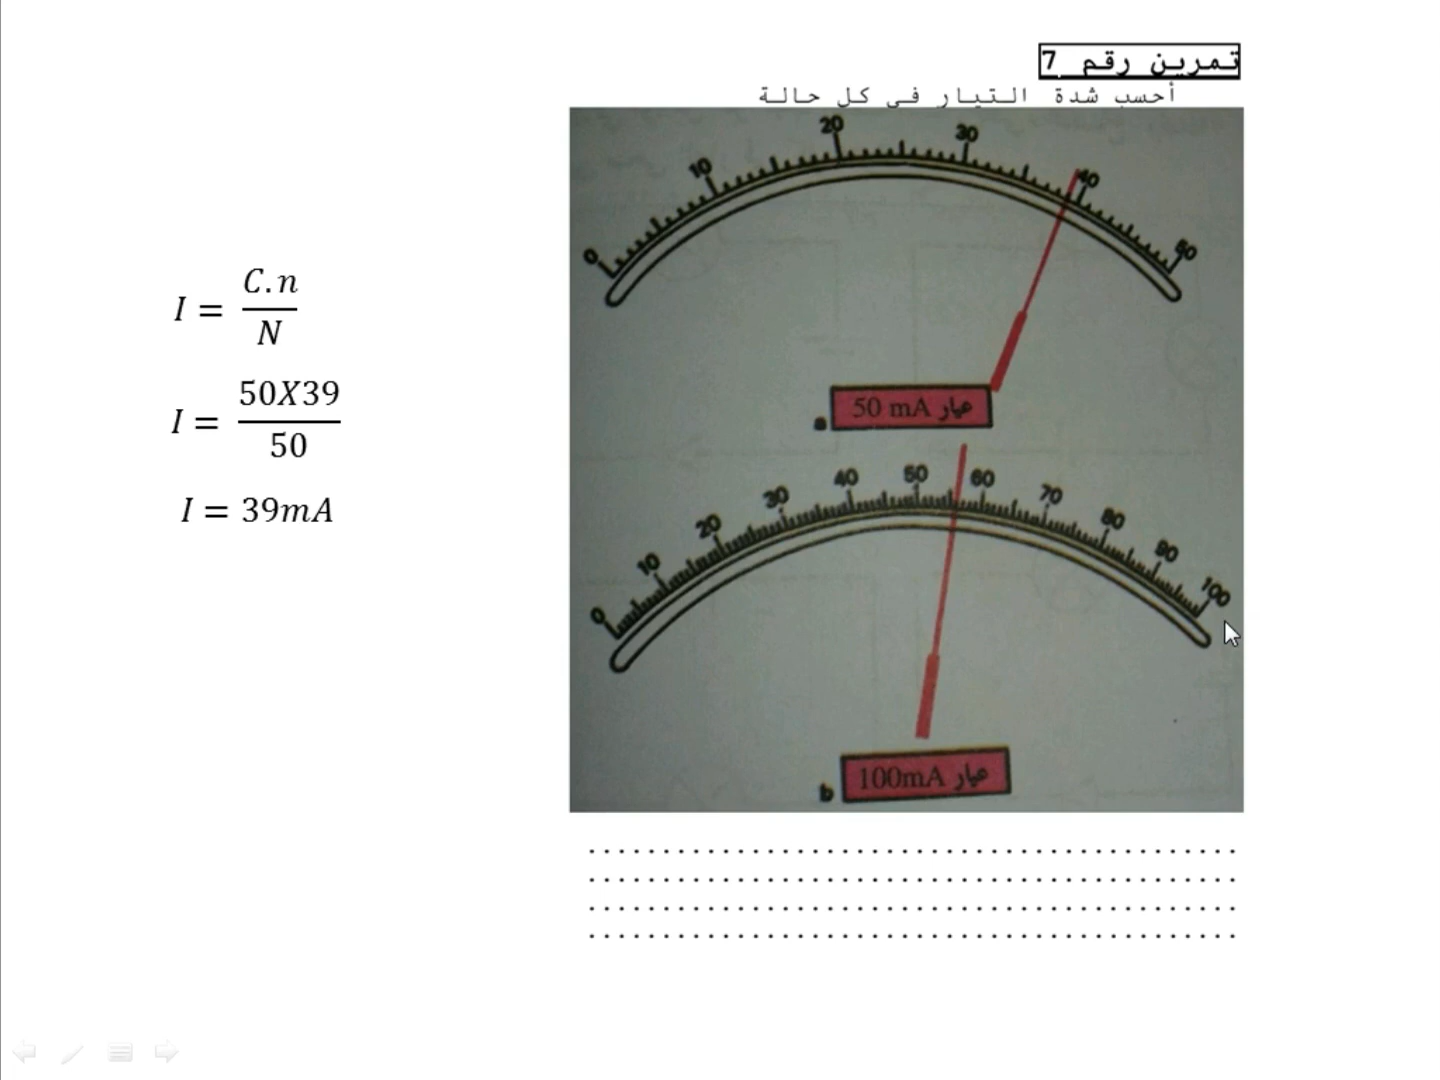 تمرين رقم 7
أحسب شدة التيار في كل حالة
I = C.n / N
I = 50X39 / 50
I = 39mA
0 10 20 30 40 50
عيار 50 mA
a
0 10 20 30 40 50 60 70 80 90 100
عيار 100mA
b